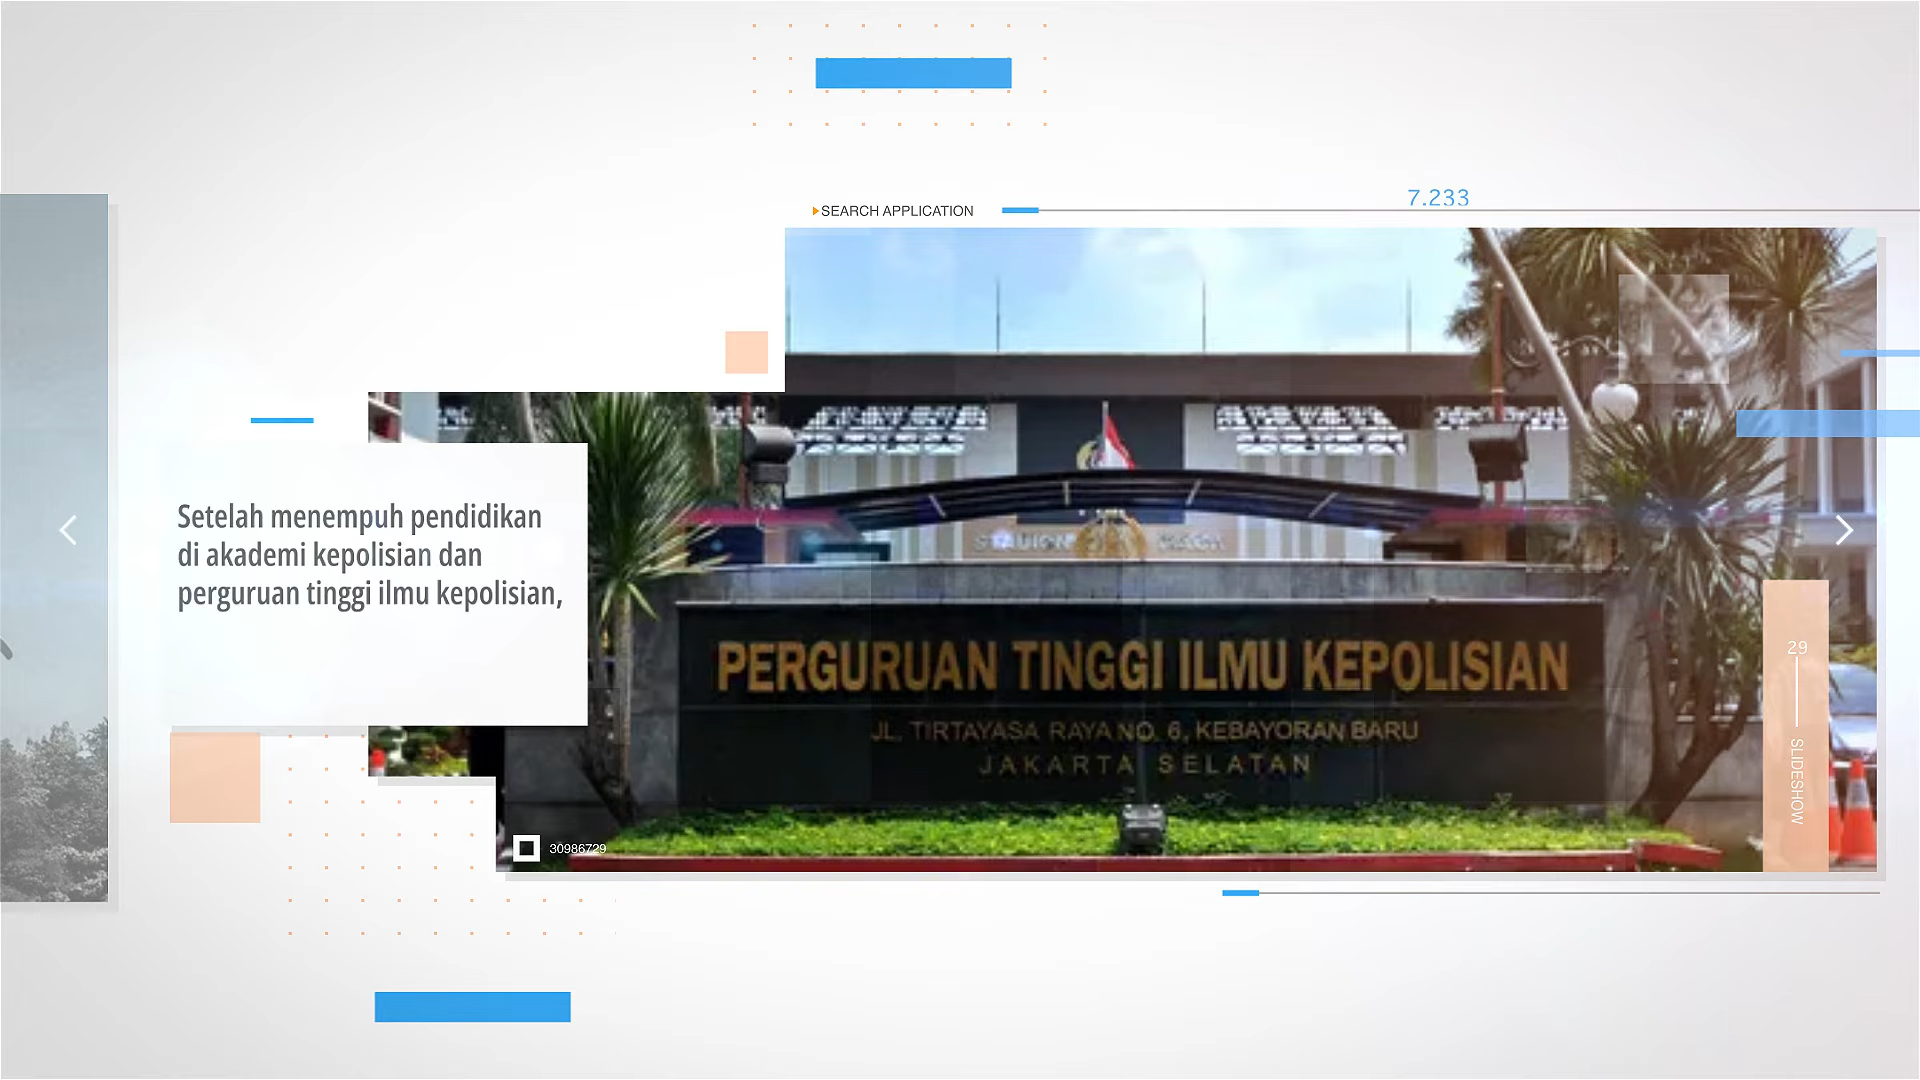 7.233
SEARCH APPLICATION
Setelah menempuh pendidikan
di akademi kepolisian dan
perguruan tinggi ilmu kepolisian,
PERGURUAN TINGGI ILMU KEPOLISIAN
JL. TIRTAYASA RAYA NO. 6, KEBAYORAN BARU
JAKARTA SELATAN
29
SLIDESHOW
30986729